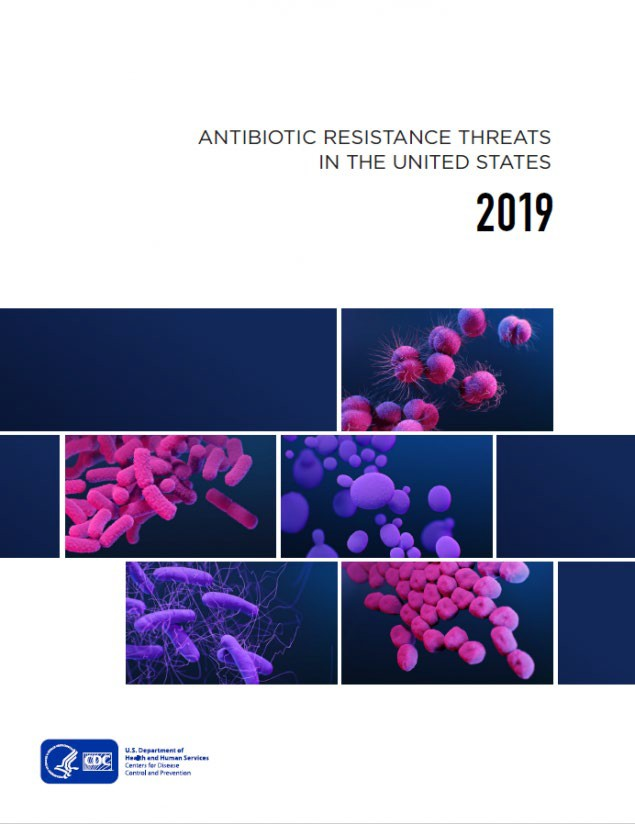 ANTIBIOTIC RESISTANCE THREATS
IN THE UNITED STATES
2019
CDC
U.S. Department of
Health and Human Services
Centers for Disease
Control and Prevention